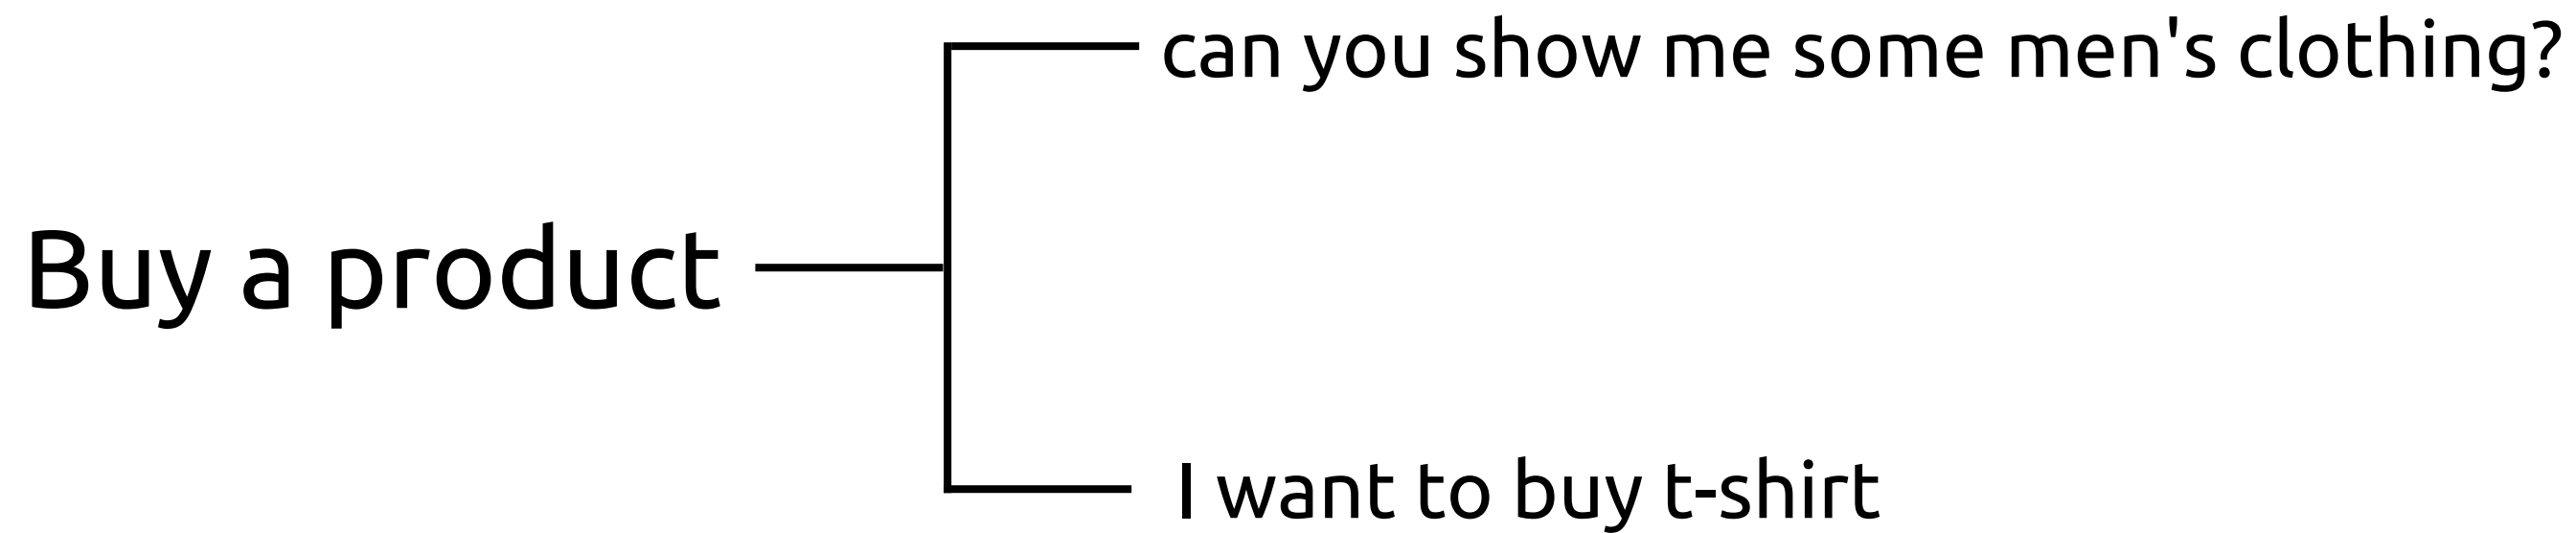 can you show me some men's clothing?
Buy a product
I want to buy t-shirt